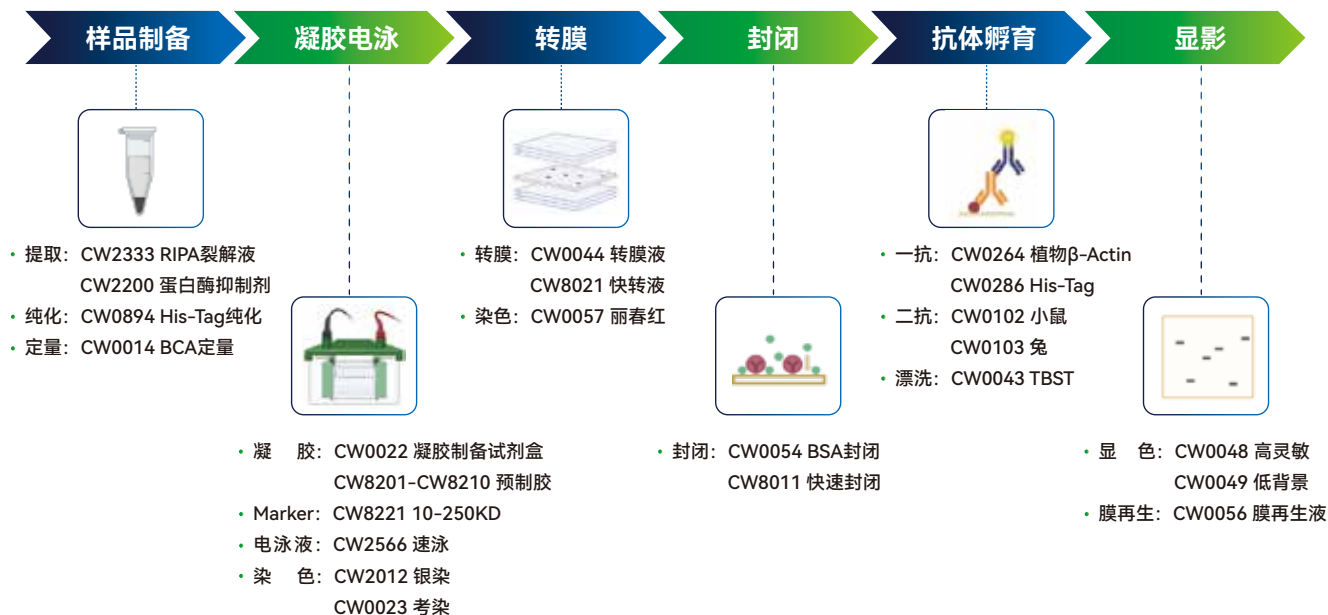 样品制备
凝胶电泳
转膜
封闭
抗体孵育
显影
• 提取：CW2333 RIPA裂解液
CW2200 蛋白酶抑制剂
• 纯化：CW0894 His-Tag纯化
• 定量：CW0014 BCA定量
• 凝 胶：CW0022 凝胶制备试剂盒
CW8201-CW8210 预制胶
• Marker：CW8221 10-250KD
• 电泳液：CW2566 速泳
• 染 色：CW2012 银染
CW0023 考染
• 转膜：CW0044 转膜液
CW8021 快转液
• 染色：CW0057 丽春红
• 封闭：CW0054 BSA封闭
CW8011 快速封闭
• 一抗：CW0264 植物β-Actin
CW0286 His-Tag
• 二抗：CW0102 小鼠
CW0103 兔
• 漂洗：CW0043 TBST
• 显 色：CW0048 高灵敏
CW0049 低背景
• 膜再生：CW0056 膜再生液